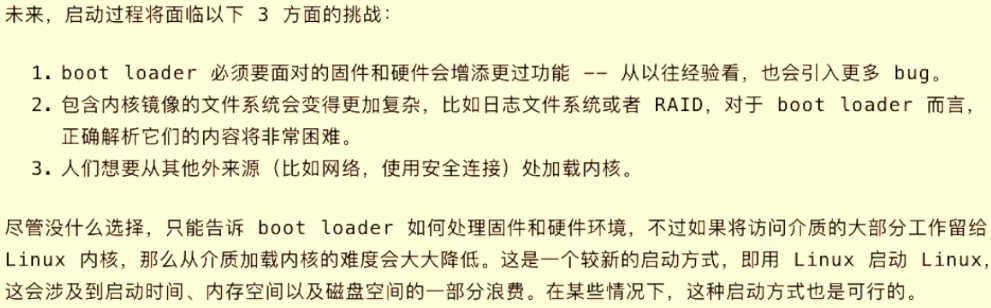 未来，启动过程将面临以下 3 方面的挑战：
1. boot loader 必须要面对的固件和硬件会增添更过功能 -- 从以往经验看，也会引入更多 bug。
2. 包含内核镜像的文件系统会变得更加复杂，比如日志文件系统或者 RAID，对于 boot loader 而言，
正确解析它们的内容将非常困难。
3. 人们想要从其他外来源（比如网络，使用安全连接）处加载内核。
尽管没什么选择，只能告诉 boot loader 如何处理固件和硬件环境，不过如果将访问介质的大部分工作留给
Linux 内核，那么从介质加载内核的难度会大大降低。这是一个较新的启动方式，即用 Linux 启动 Linux，
这会涉及到启动时间、内存空间以及磁盘空间的一部分浪费。在某些情况下，这种启动方式也是可行的。